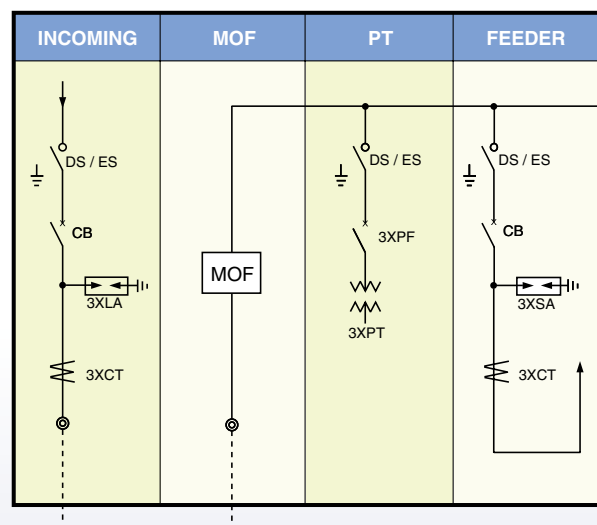 INCOMING
MOF
PT
FEEDER
DS / ES
DS / ES
DS / ES
CB
3XPF
CB
MOF
3XLA
3XSA
3XPT
3XCT
3XCT